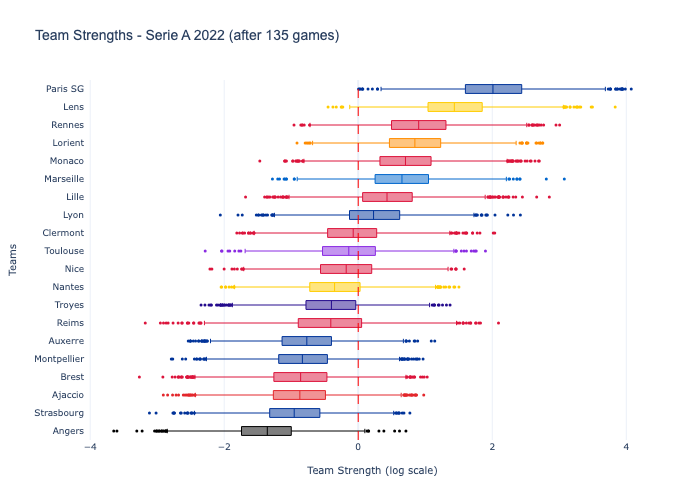 Team Strengths - Serie A 2022 (after 135 games)
Paris SG
Lens
Rennes
Lorient
Monaco
Marseille
Lille
Lyon
Clermont
Toulouse
Nice
Nantes
Troyes
Reims
Auxerre
Montpellier
Brest
Ajaccio
Strasbourg
Angers
Teams
−4 −2 0 2 4
Team Strength (log scale)